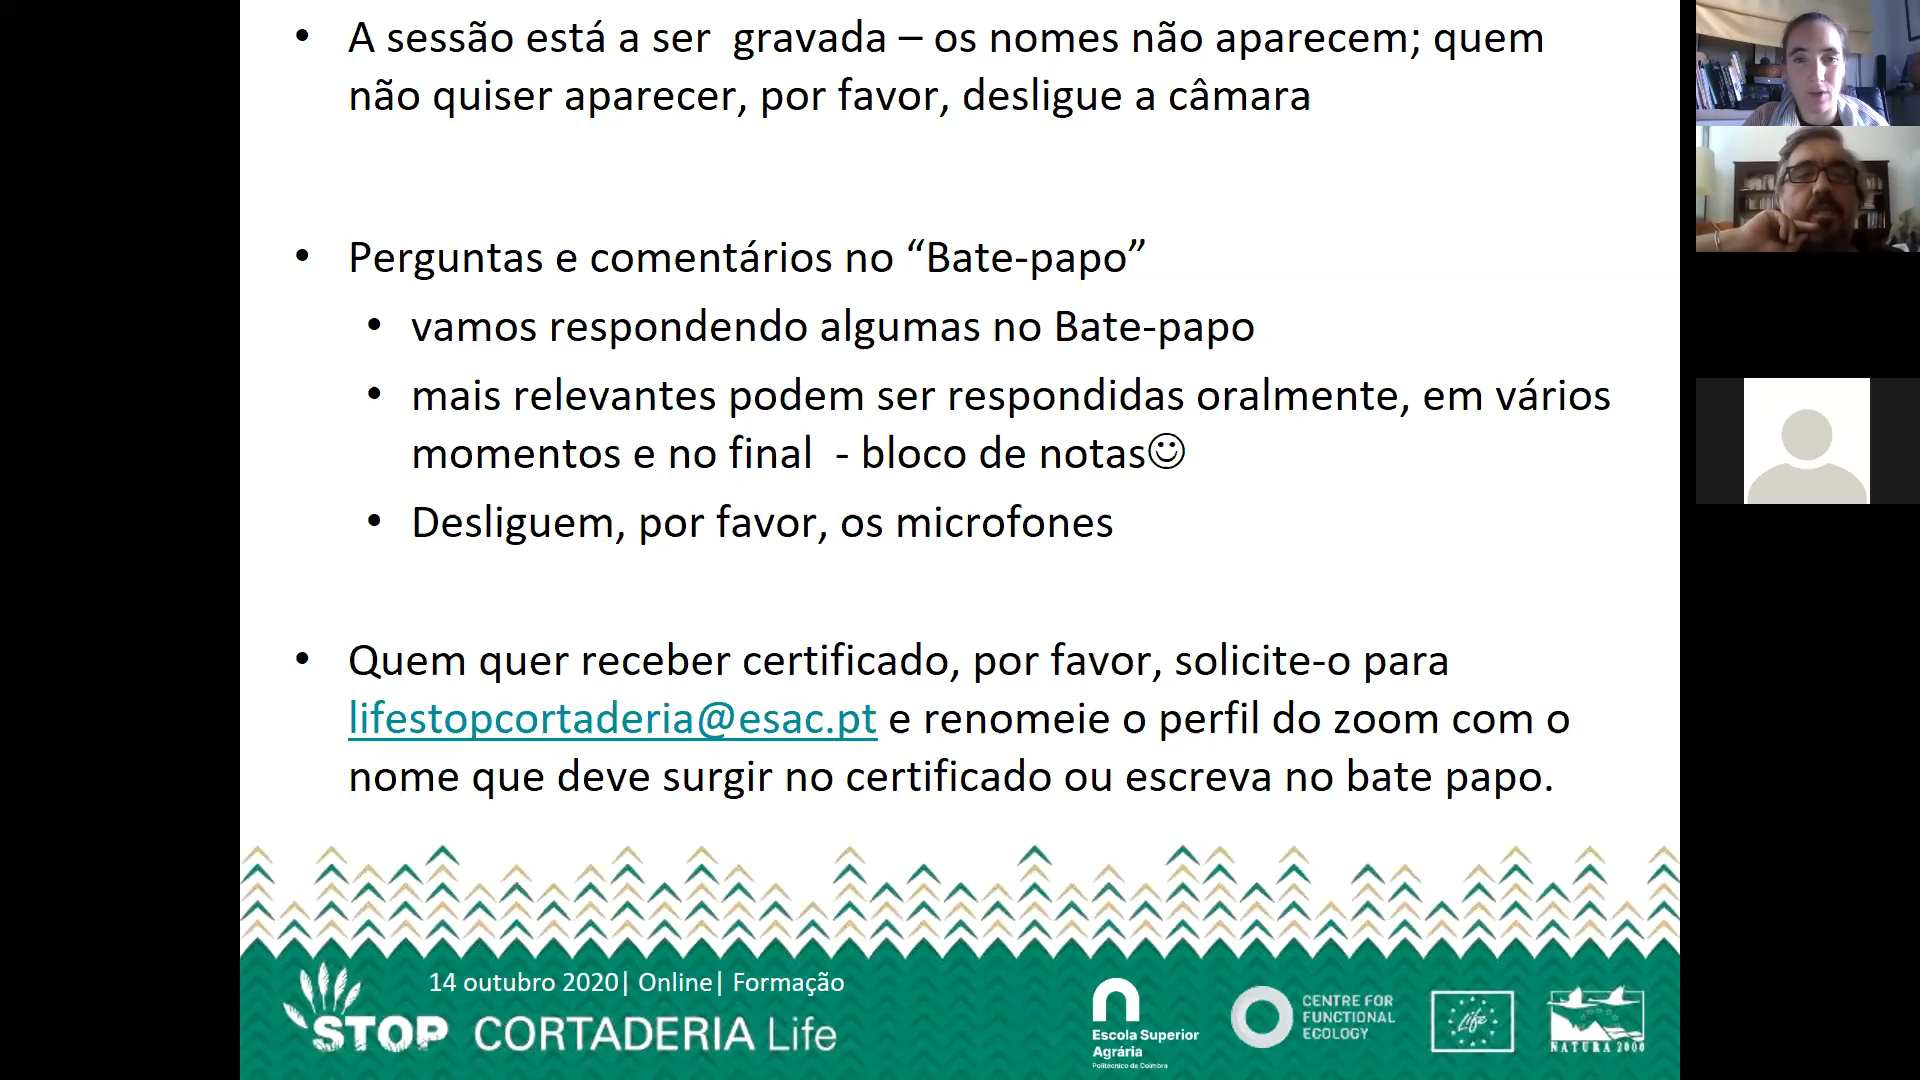 • A sessão está a ser  gravada – os nomes não aparecem; quem
não quiser aparecer, por favor, desligue a câmara
• Perguntas e comentários no “Bate-papo”
• vamos respondendo algumas no Bate-papo
• mais relevantes podem ser respondidas oralmente, em vários
momentos e no final  - bloco de notas☺
• Desliguem, por favor, os microfones
• Quem quer receber certificado, por favor, solicite-o para
lifestopcortaderia@esac.pt e renomeie o perfil do zoom com o
nome que deve surgir no certificado ou escreva no bate papo.
14 outubro 2020| Online| Formação
STOP CORTADERIA Life
Escola Superior
Agrária
Politécnico de Coimbra
CENTRE FOR
FUNCTIONAL
ECOLOGY
Life
NATURA 2000